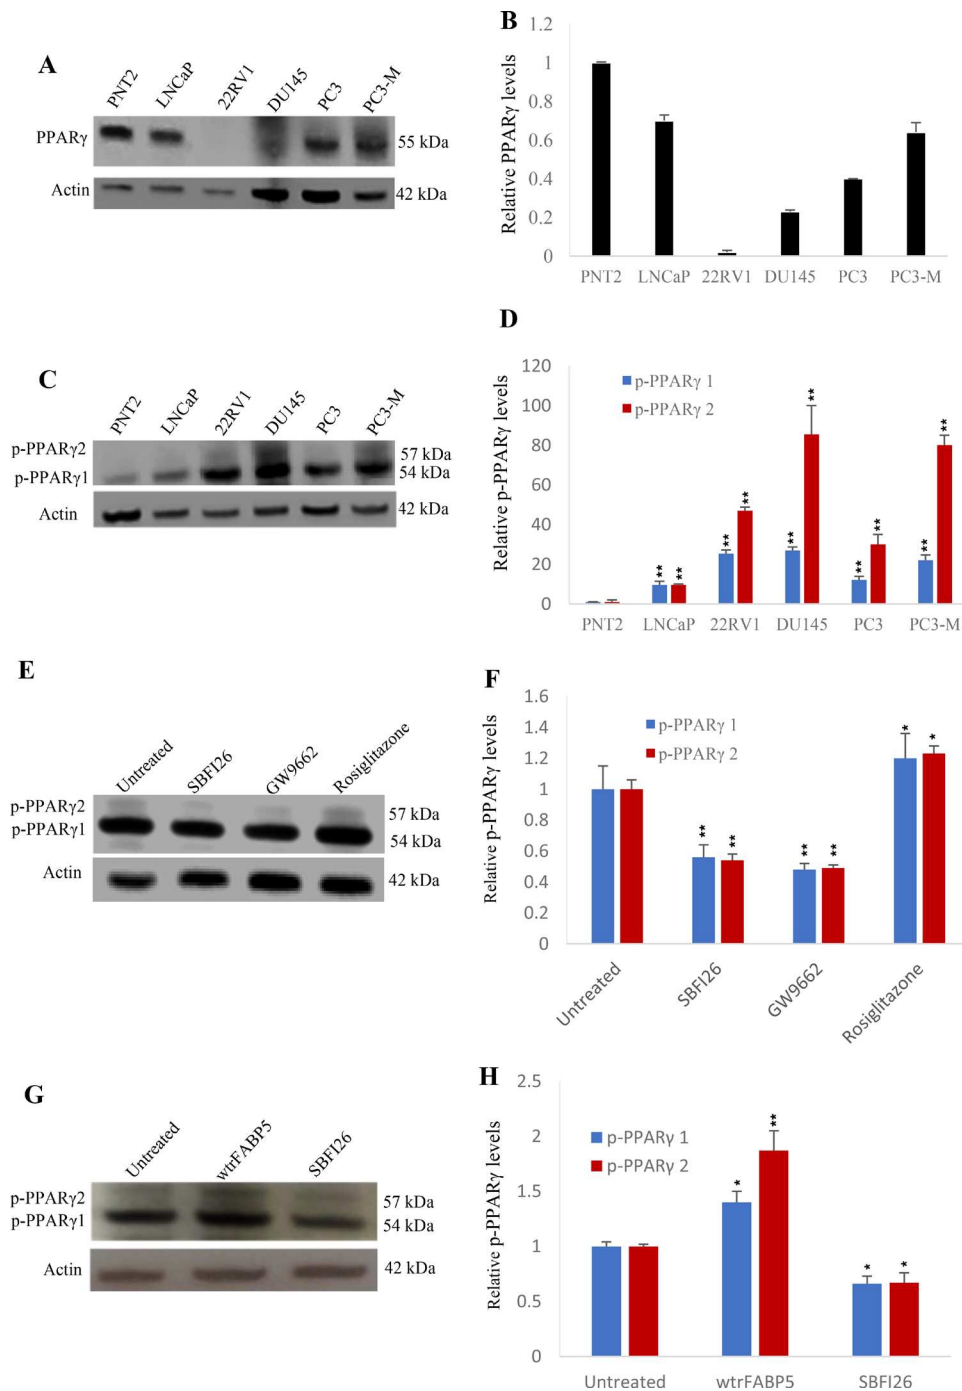 A
PNT2
LNCaP
22RV1
DU145
PC3
PC3-M
PPARγ
55 kDa
Actin
42 kDa
B
Relative PPARγ levels
1.2
1
0.8
0.6
0.4
0.2
0
PNT2 LNCaP 22RV1 DU145 PC3 PC3-M
C
PNT2
LNCaP
22RV1
DU145
PC3
PC3-M
p-PPARγ2
57 kDa
p-PPARγ1
54 kDa
Actin
42 kDa
D
Relative p-PPARγ levels
120
100
80
60
40
20
0
p-PPARγ 1
p-PPARγ 2
** ** ** ** ** ** ** ** ** **
PNT2 LNCaP 22RV1 DU145 PC3 PC3-M
E
Untreated
SBFI26
GW9662
Rosiglitazone
p-PPARγ2
57 kDa
p-PPARγ1
54 kDa
Actin
42 kDa
F
Relative p-PPARγ levels
1.6
1.4
1.2
1
0.8
0.6
0.4
0.2
0
p-PPARγ 1
p-PPARγ 2
** ** ** ** * *
Untreated
SBFI26
GW9662
Rosiglitazone
G
Untreated
wtrFABP5
SBFI26
p-PPARγ2
57 kDa
p-PPARγ1
54 kDa
Actin
42 kDa
H
Relative p-PPARγ levels
2.5
2
1.5
1
0.5
0
p-PPARγ 1
p-PPARγ 2
* ** * *
Untreated wtrFABP5 SBFI26